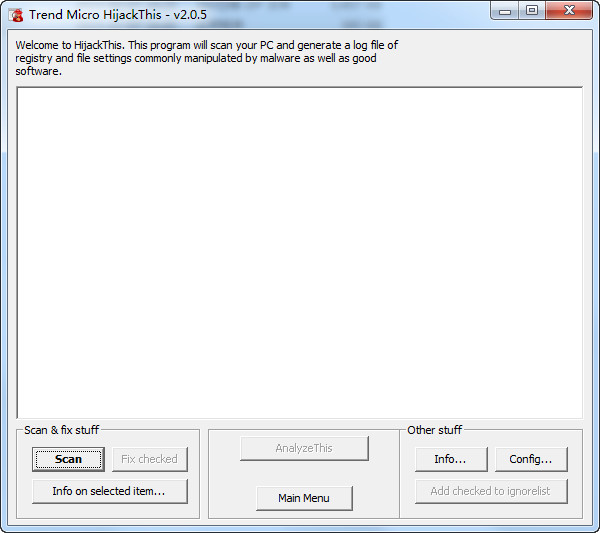 Trend Micro HijackThis - v2.0.5
Welcome to HijackThis. This program will scan your PC and generate a log file of
registry and file settings commonly manipulated by malware as well as good
software.
Scan & fix stuff
Scan
Fix checked
Info on selected item...
AnalyzeThis
Main Menu
Other stuff
Info...
Config...
Add checked to ignorelist